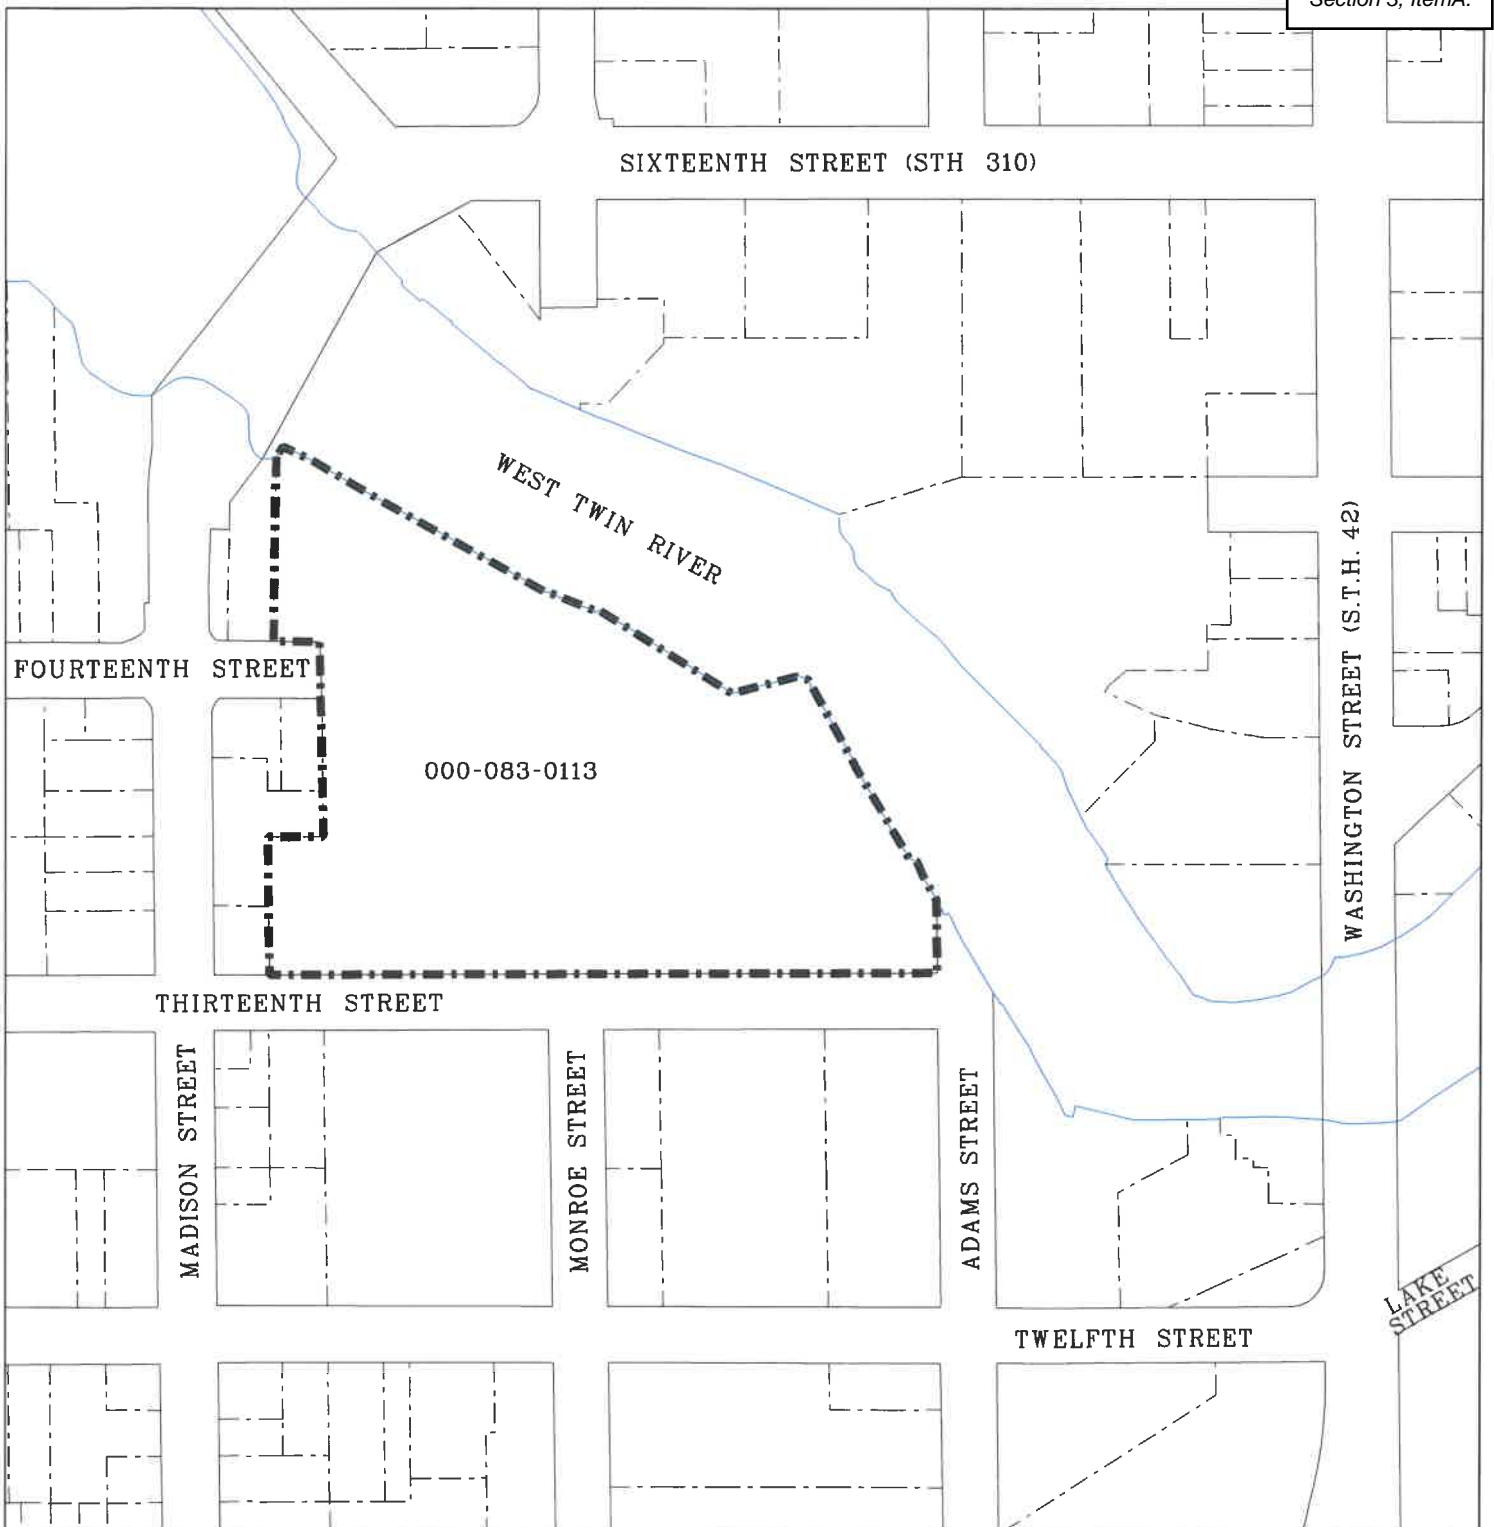 Section 3, ItemA.
SIXTEENTH STREET (STH 310)
WEST TWIN RIVER
WASHINGTON STREET (S.T.H. 42)
FOURTEENTH STREET
000-083-0113
THIRTEENTH STREET
MADISON STREET
MONROE STREET
ADAMS STREET
LAKE
STREET
TWELFTH STREET